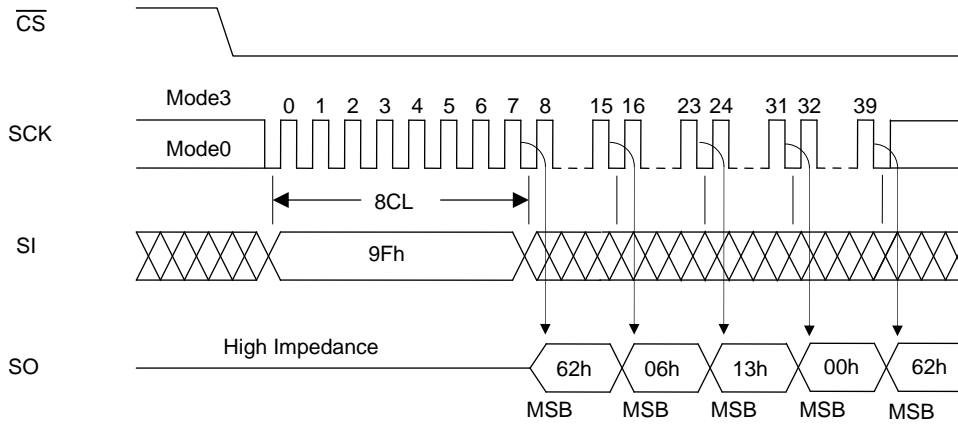 CS
Mode3
0 1 2 3 4 5 6 7 8 15 16 23 24 31 32 39
SCK
Mode0
8CL
SI
9Fh
High Impedance
SO
62h 06h 13h 00h 62h
MSB MSB MSB MSB MSB